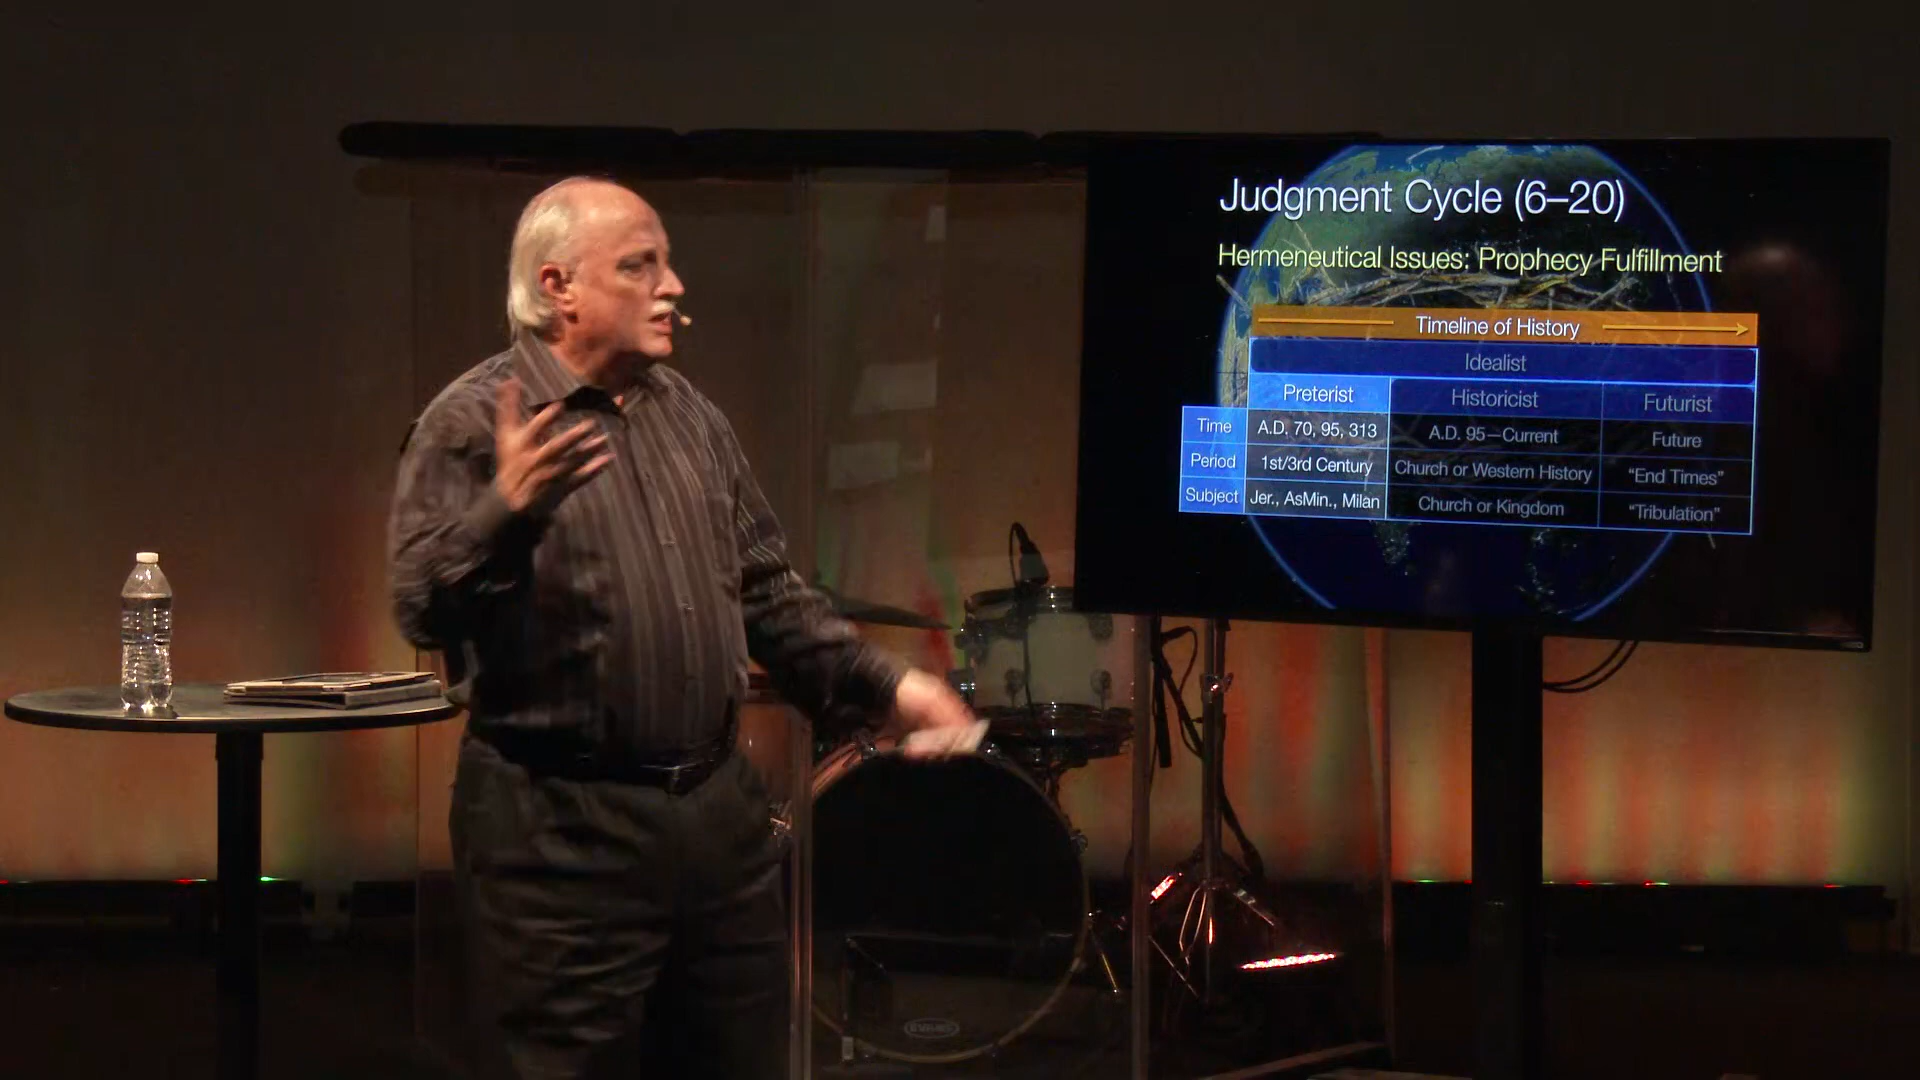 Judgment Cycle (6–20)
Hermeneutical Issues: Prophecy Fulfillment
Timeline of History
Idealist
Preterist Historicist Futurist
Time A.D. 70, 95, 313 A.D. 95—Current Future
Period 1st/3rd Century Church or Western History “End Times”
Subject Jer., AsMin., Milan Church or Kingdom “Tribulation”
EVANS